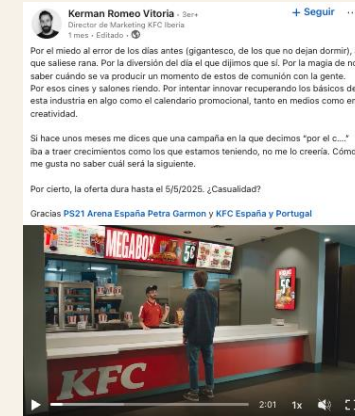 Kerman Romeo Vitoria · Ser+
+ Seguir ···
Director de Marketing KFC Iberia
1 mes · Editado ·
Por el miedo al error de los días antes (gigantesco, de los que no dejan dormir),
que saliese rana. Por la diversión del día el que dijimos que sí. Por la magia de no
saber cuándo se va producir un momento de estos de comunión con la gente.
Por esos cines y salones riendo. Por intentar innovar recuperando los básicos de
esta industria en algo como el calendario promocional, tanto en medios como en
creatividad.
Si hace unos meses me dices que una campaña en la que decimos "por el c...."
iba a traer crecimientos como los que estamos teniendo, no me lo creería. Cómo
me gusta no saber cuál será la siguiente.
Por cierto, la oferta dura hasta el 5/5/2025. ¿Casualidad?
Gracias PS21 Arena España Petra Garmon y KFC España y Portugal
MEGABOX 5€
5€
KFC
2:01 1x